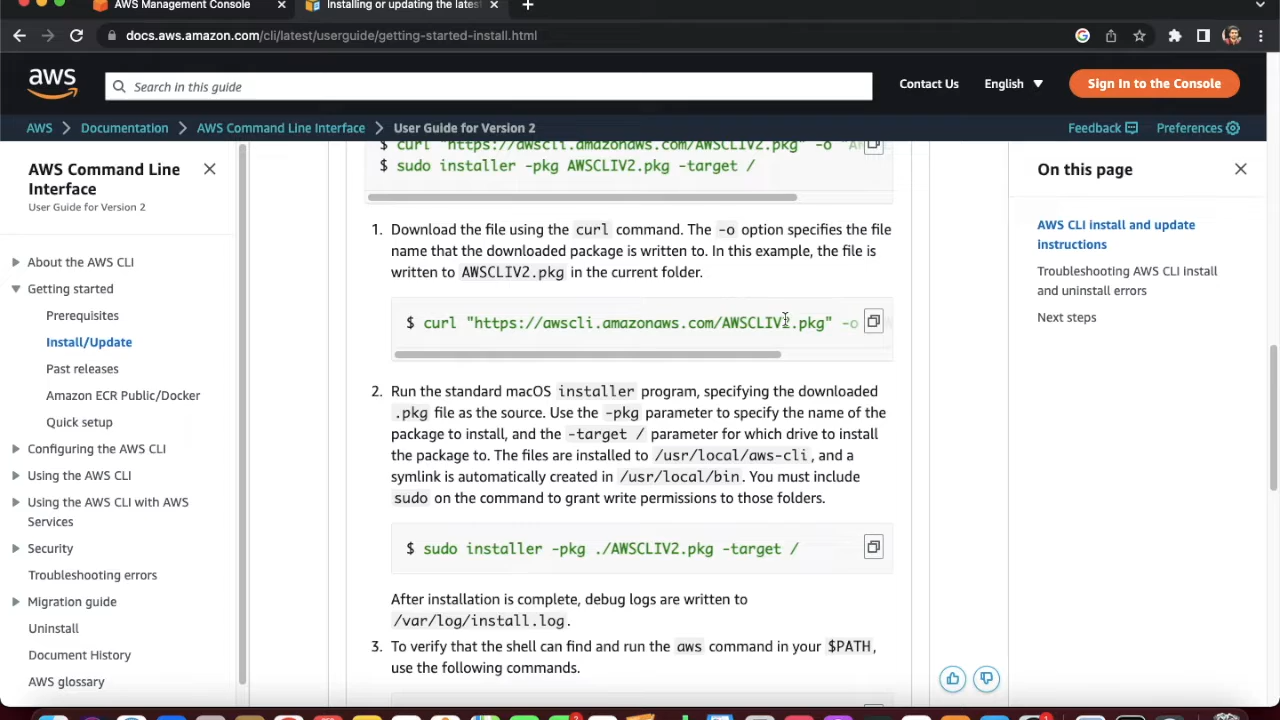 AWS Management Console
Installing or updating the latest
docs.aws.amazon.com/cli/latest/userguide/getting-started-install.html
aws
Search in this guide
Contact Us
English
Sign In to the Console
AWS
Documentation
AWS Command Line Interface
User Guide for Version 2
Feedback
Preferences
AWS Command Line
Interface
User Guide for Version 2
About the AWS CLI
Getting started
Prerequisites
Install/Update
Past releases
Amazon ECR Public/Docker
Quick setup
Configuring the AWS CLI
Using the AWS CLI
Using the AWS CLI with AWS
Services
Security
Troubleshooting errors
Migration guide
Uninstall
Document History
AWS glossary
$ curl "https://awscli.amazonaws.com/AWSCLIV2.pkg" -o
$ sudo installer -pkg AWSCLIV2.pkg -target /
1. Download the file using the curl command. The -o option specifies the file
name that the downloaded package is written to. In this example, the file is
written to AWSCLIV2.pkg in the current folder.
$ curl "https://awscli.amazonaws.com/AWSCLIV2.pkg" -o
2. Run the standard macOS installer program, specifying the downloaded
.pkg file as the source. Use the -pkg parameter to specify the name of the
package to install, and the -target / parameter for which drive to install
the package to. The files are installed to /usr/local/aws-cli, and a
symlink is automatically created in /usr/local/bin. You must include
sudo on the command to grant write permissions to those folders.
$ sudo installer -pkg ./AWSCLIV2.pkg -target /
After installation is complete, debug logs are written to
/var/log/install.log.
3. To verify that the shell can find and run the aws command in your $PATH,
use the following commands.
On this page
AWS CLI install and update
instructions
Troubleshooting AWS CLI install
and uninstall errors
Next steps